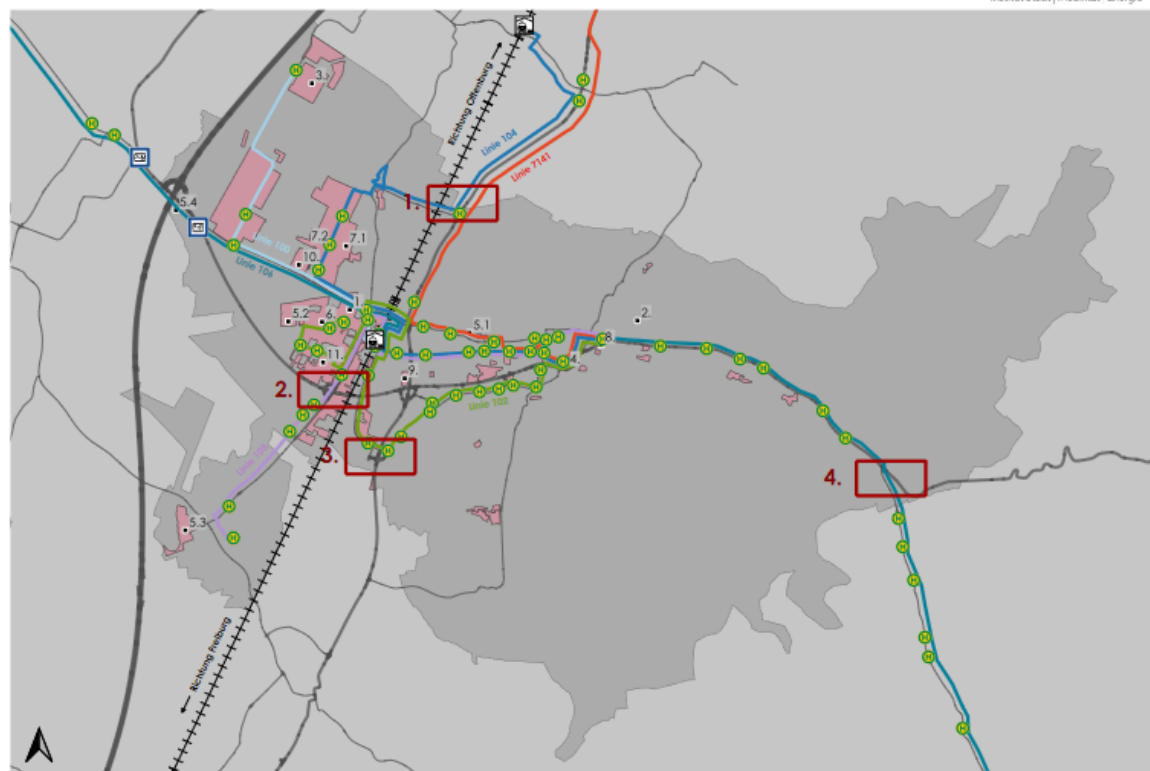 Richtung Offenburg
3.
Linie 104
Linie 7141
5.4
1.
7.2
7.1
Linie 100
10.
Linie 106
1.
5.2
6.
5.1
2.
8.
11.
4.
2.
9.
Linie 102
3.
4.
5.3
Richtung Freiburg
H